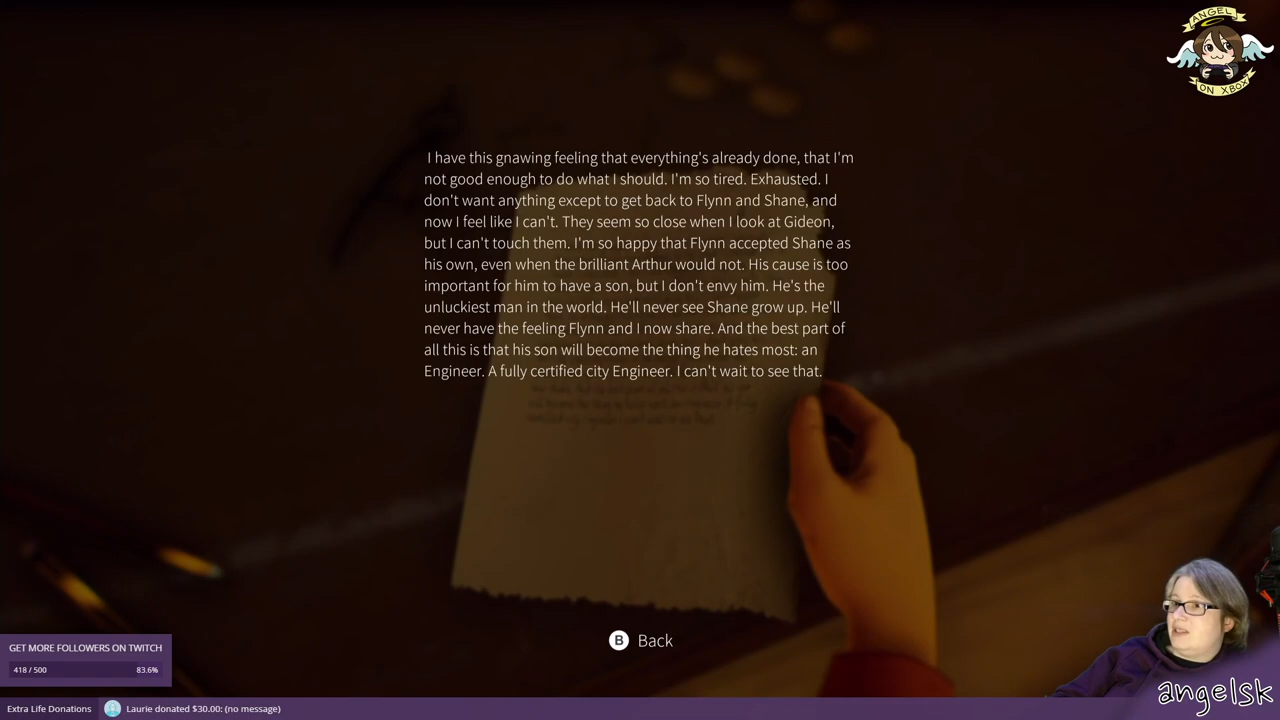 ANGEL
ON XBOX
I have this gnawing feeling that everything's already done, that I'm
not good enough to do what I should. I'm so tired. Exhausted. I
don't want anything except to get back to Flynn and Shane, and
now I feel like I can't. They seem so close when I look at Gideon,
but I can't touch them. I'm so happy that Flynn accepted Shane as
his own, even when the brilliant Arthur would not. His cause is too
important for him to have a son, but I don't envy him. He's the
unluckiest man in the world. He'll never see Shane grow up. He'll
never have the feeling Flynn and I now share. And the best part of
all this is that his son will become the thing he hates most: an
Engineer. A fully certified city Engineer. I can't wait to see that.
B Back
GET MORE FOLLOWERS ON TWITCH
418 / 500 83.6%
Extra Life Donations Laurie donated $30.00: (no message)
angelsk